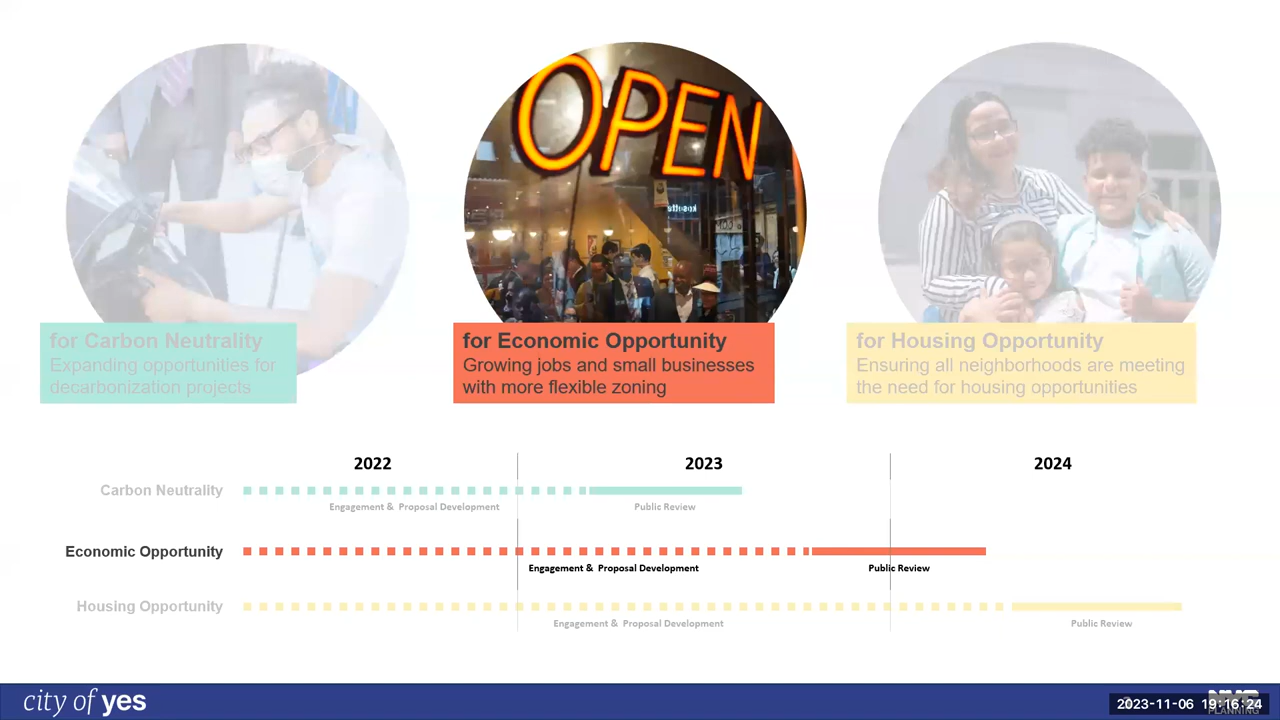 OPEN
for Carbon Neutrality
Expanding opportunities for
decarbonization projects
for Economic Opportunity
Growing jobs and small businesses
with more flexible zoning
for Housing Opportunity
Ensuring all neighborhoods are meeting
the need for housing opportunities
2022 2023 2024
Carbon Neutrality
Engagement & Proposal Development Public Review
Economic Opportunity
Engagement & Proposal Development Public Review
Housing Opportunity
Engagement & Proposal Development Public Review
city of yes
NYC
PLANNING
2023-11-06 19:16:24